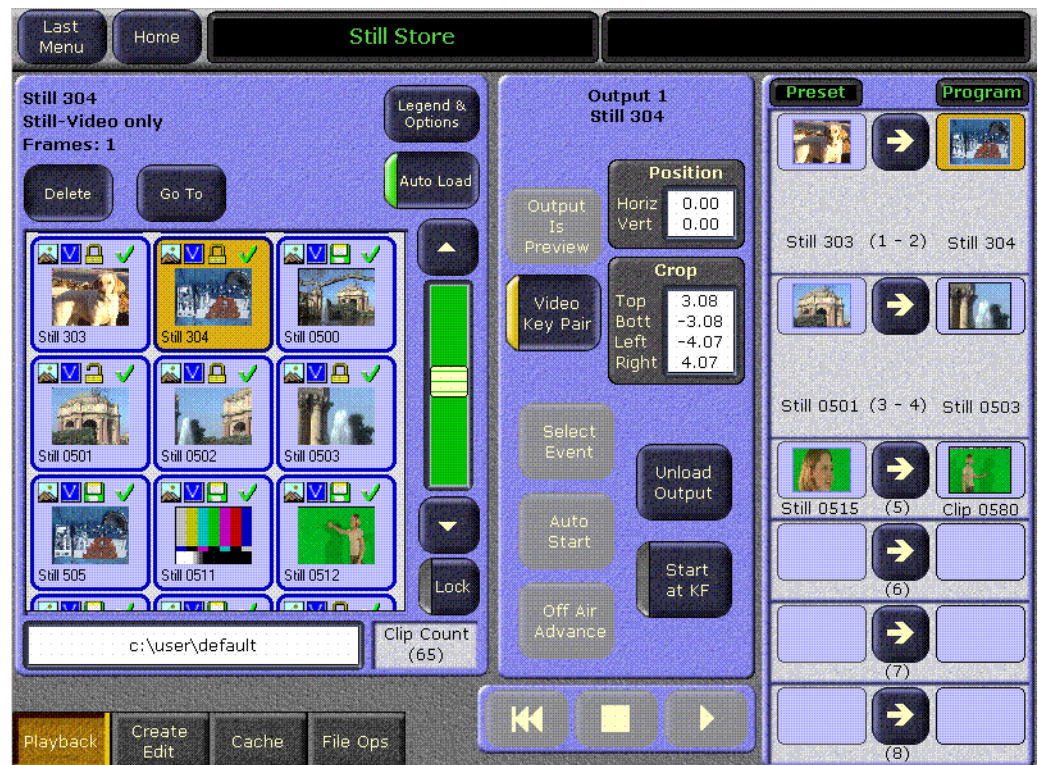 Last
Menu
Home
Still Store
Still 304
Still-Video only
Frames: 1
Legend &
Options
Delete
Go To
Auto Load
V
V
V
Still 303
Still 304
Still 0500
V
V
V
Still 0501
Still 0502
Still 0503
V
V
V
Still 505
Still 0511
Still 0512
Lock
c:\user\default
Clip Count
(65)
Output 1
Still 304
Output
Is
Preview
Position
Horiz 0.00
Vert 0.00
Video
Key Pair
Crop
Top 3.08
Bott -3.08
Left -4.07
Right 4.07
Select
Event
Unload
Output
Auto
Start
Start
at KF
Off Air
Advance
Preset
Program
Still 303 (1 - 2) Still 304
Still 0501 (3 - 4) Still 0503
Still 0515 (5) Clip 0580
(6)
(7)
(8)
Playback
Create
Edit
Cache
File Ops